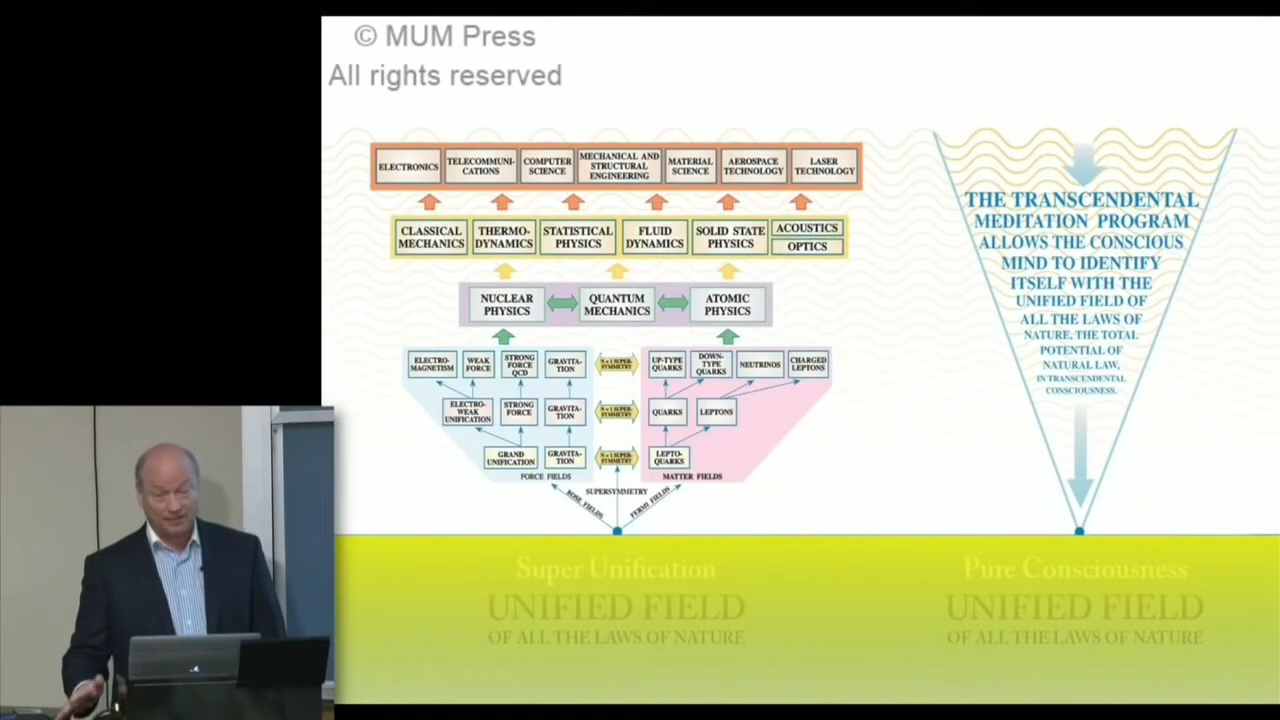 © MUM Press
All rights reserved
ELECTRONICS
TELECOMMUNI-
CATIONS
COMPUTER
SCIENCE
MECHANICAL AND
STRUCTURAL
ENGINEERING
MATERIAL
SCIENCE
AEROSPACE
TECHNOLOGY
LASER
TECHNOLOGY
CLASSICAL
MECHANICS
THERMO-
DYNAMICS
STATISTICAL
PHYSICS
FLUID
DYNAMICS
SOLID STATE
PHYSICS
ACOUSTICS
OPTICS
NUCLEAR
PHYSICS
QUANTUM
MECHANICS
ATOMIC
PHYSICS
ELECTRO-
MAGNETISM
WEAK
FORCE
STRONG
FORCE
QCD
GRAVITA-
TION
N = 1 SUPER-
SYMMETRY
UP-TYPE
QUARKS
DOWN-
TYPE
QUARKS
NEUTRINOS
CHARGED
LEPTONS
ELECTRO-
WEAK
UNIFICATION
STRONG
FORCE
GRAVITA-
TION
N = 1 SUPER-
SYMMETRY
QUARKS
LEPTONS
GRAND
UNIFICATION
GRAVITA-
TION
N = 1 SUPER-
SYMMETRY
LEPTO-
QUARKS
FORCE FIELDS
MATTER FIELDS
SUPERSYMMETRY
BOSE FIELDS
FERMI FIELDS
Super Unification
UNIFIED FIELD
OF ALL THE LAWS OF NATURE
THE TRANSCENDENTAL
MEDITATION PROGRAM
ALLOWS THE CONSCIOUS
MIND TO IDENTIFY
ITSELF WITH THE
UNIFIED FIELD OF
ALL THE LAWS OF
NATURE, THE TOTAL
POTENTIAL OF
NATURAL LAW,
IN TRANSCENDENTAL
CONSCIOUSNESS.
Pure Consciousness
UNIFIED FIELD
OF ALL THE LAWS OF NATURE